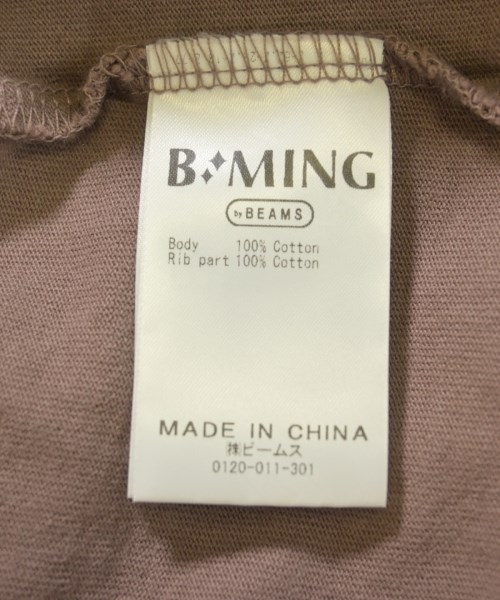 B:MING
by BEAMS
Body 100% Cotton
Rib part 100% Cotton
MADE IN CHINA
㈱ビームス
0120-011-301